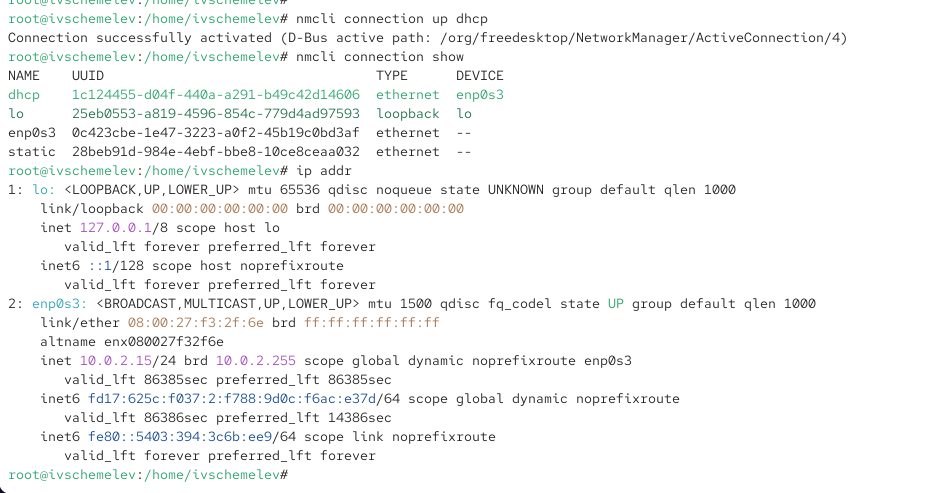 root@ivschemelev:/home/ivschemelev#
root@ivschemelev:/home/ivschemelev# nmcli connection up dhcp
Connection successfully activated (D-Bus active path: /org/freedesktop/NetworkManager/ActiveConnection/4)
root@ivschemelev:/home/ivschemelev# nmcli connection show
NAME    UUID                                  TYPE      DEVICE
dhcp    1c124455-d04f-440a-a291-b49c42d14606  ethernet  enp0s3
lo      25eb0553-a819-4596-854c-779d4ad97593  loopback  lo
enp0s3  0c423cbe-1e47-3223-a0f2-45b19c0bd3af  ethernet  --
static  28beb91d-984e-4ebf-bbe8-10ce8ceaa032  ethernet  --
root@ivschemelev:/home/ivschemelev# ip addr
1: lo: <LOOPBACK,UP,LOWER_UP> mtu 65536 qdisc noqueue state UNKNOWN group default qlen 1000
    link/loopback 00:00:00:00:00:00 brd 00:00:00:00:00:00
    inet 127.0.0.1/8 scope host lo
       valid_lft forever preferred_lft forever
    inet6 ::1/128 scope host noprefixroute
       valid_lft forever preferred_lft forever
2: enp0s3: <BROADCAST,MULTICAST,UP,LOWER_UP> mtu 1500 qdisc fq_codel state UP group default qlen 1000
    link/ether 08:00:27:f3:2f:6e brd ff:ff:ff:ff:ff:ff
    altname enx080027f32f6e
    inet 10.0.2.15/24 brd 10.0.2.255 scope global dynamic noprefixroute enp0s3
       valid_lft 86385sec preferred_lft 86385sec
    inet6 fd17:625c:f037:2:f788:9d0c:f6ac:e37d/64 scope global dynamic noprefixroute
       valid_lft 86386sec preferred_lft 14386sec
    inet6 fe80::5403:394:3c6b:ee9/64 scope link noprefixroute
       valid_lft forever preferred_lft forever
root@ivschemelev:/home/ivschemelev#